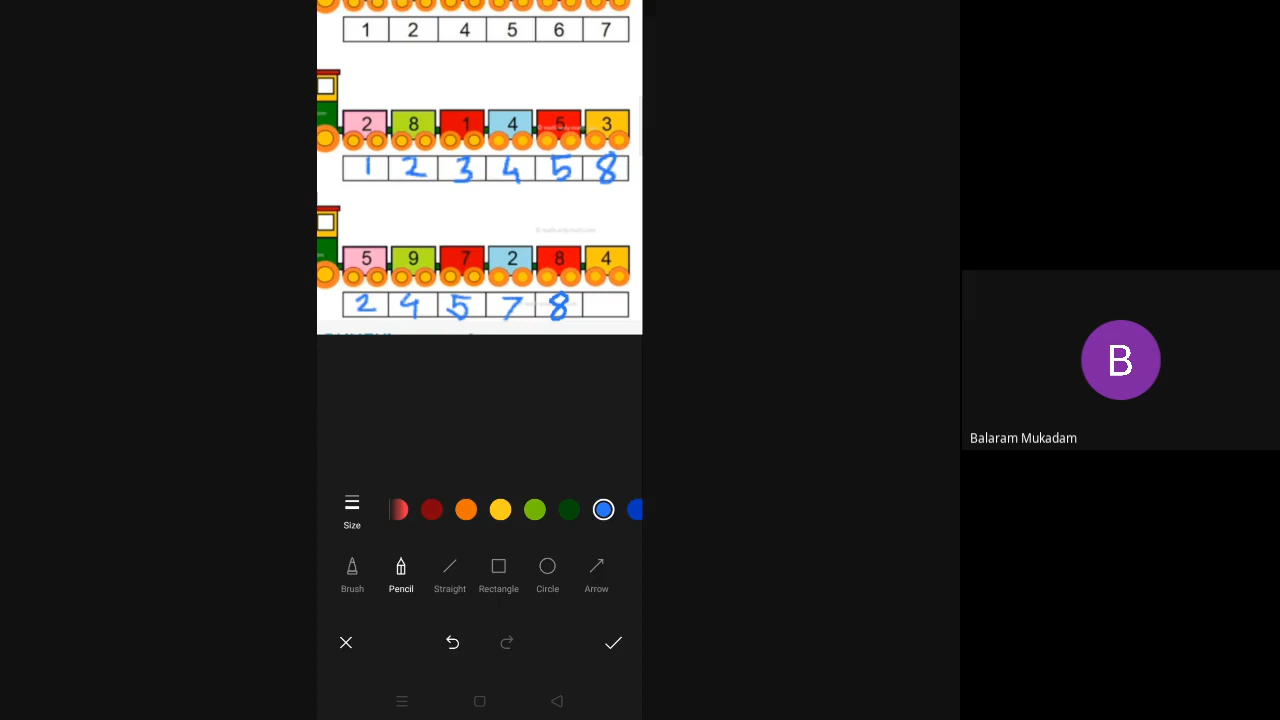 1 2 4 5 6 7
2 8 1 4 5 3
1 2 3 4 5 8
5 9 7 2 8 4
2 4 5 7 8
B
Balaram Mukadam
Size
Brush Pencil Straight Rectangle Circle Arrow